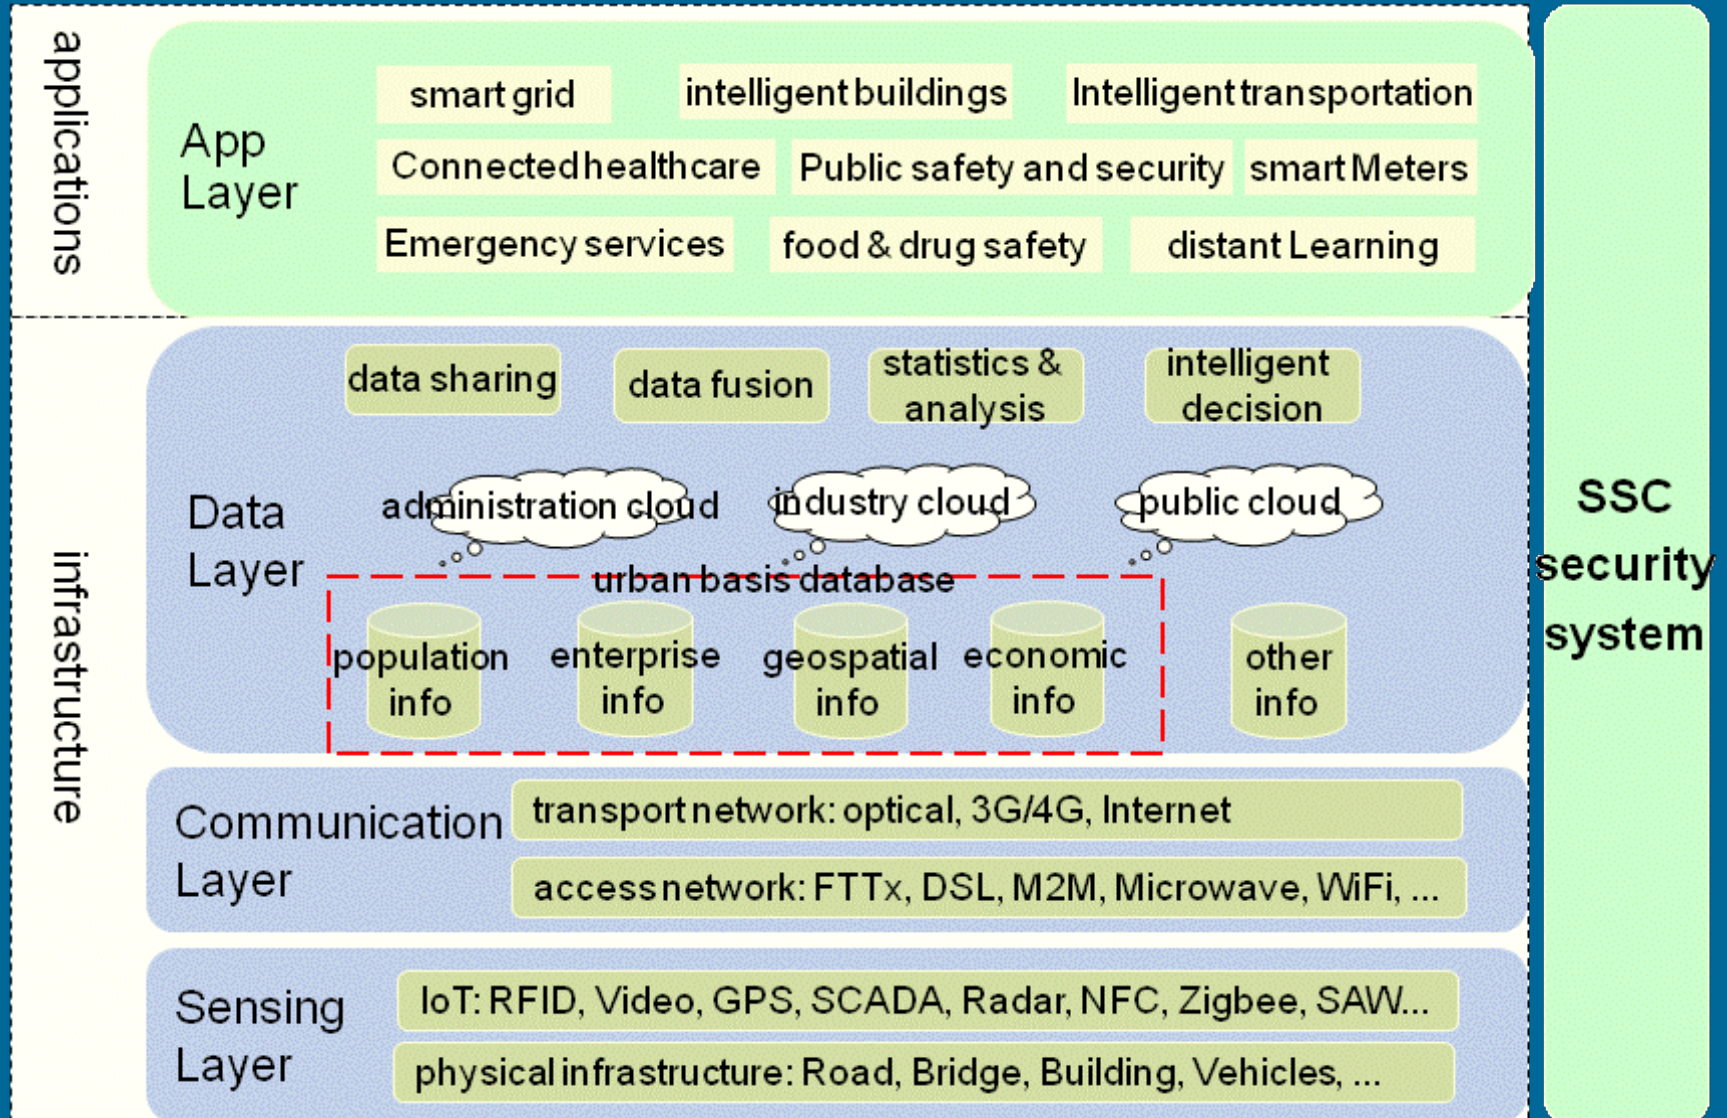 applications
App
Layer
smart grid
intelligent buildings
Intelligent transportation
Connected healthcare
Public safety and security
smart Meters
Emergency services
food & drug safety
distant Learning
infrastructure
Data
Layer
data sharing
data fusion
statistics &
analysis
intelligent
decision
administration cloud
industry cloud
public cloud
urban basis database
population
info
enterprise
info
geospatial
info
economic
info
other
info
Communication
Layer
transport network: optical, 3G/4G, Internet
access network: FTTx, DSL, M2M, Microwave, WiFi, ...
Sensing
Layer
IoT: RFID, Video, GPS, SCADA, Radar, NFC, Zigbee, SAW...
physical infrastructure: Road, Bridge, Building, Vehicles, ...
SSC
security
system